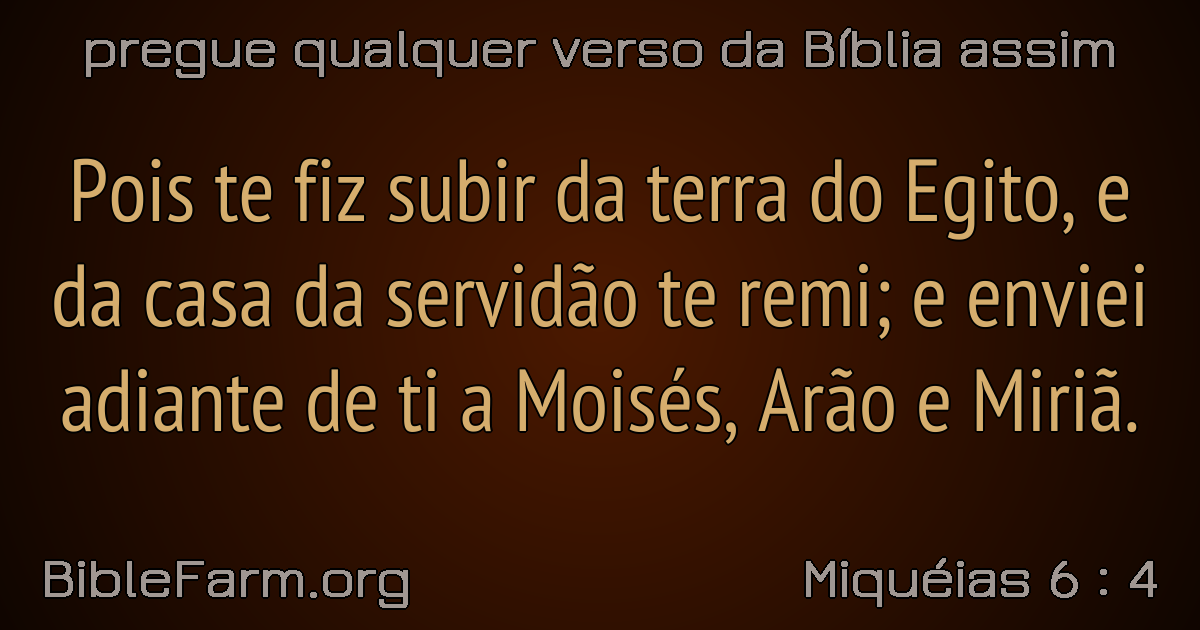 pregue qualquer verso da Bíblia assim
Pois te fiz subir da terra do Egito, e
da casa da servidão te remi; e enviei
adiante de ti a Moisés, Arão e Miriã.
BibleFarm.org
Miquéias 6 : 4